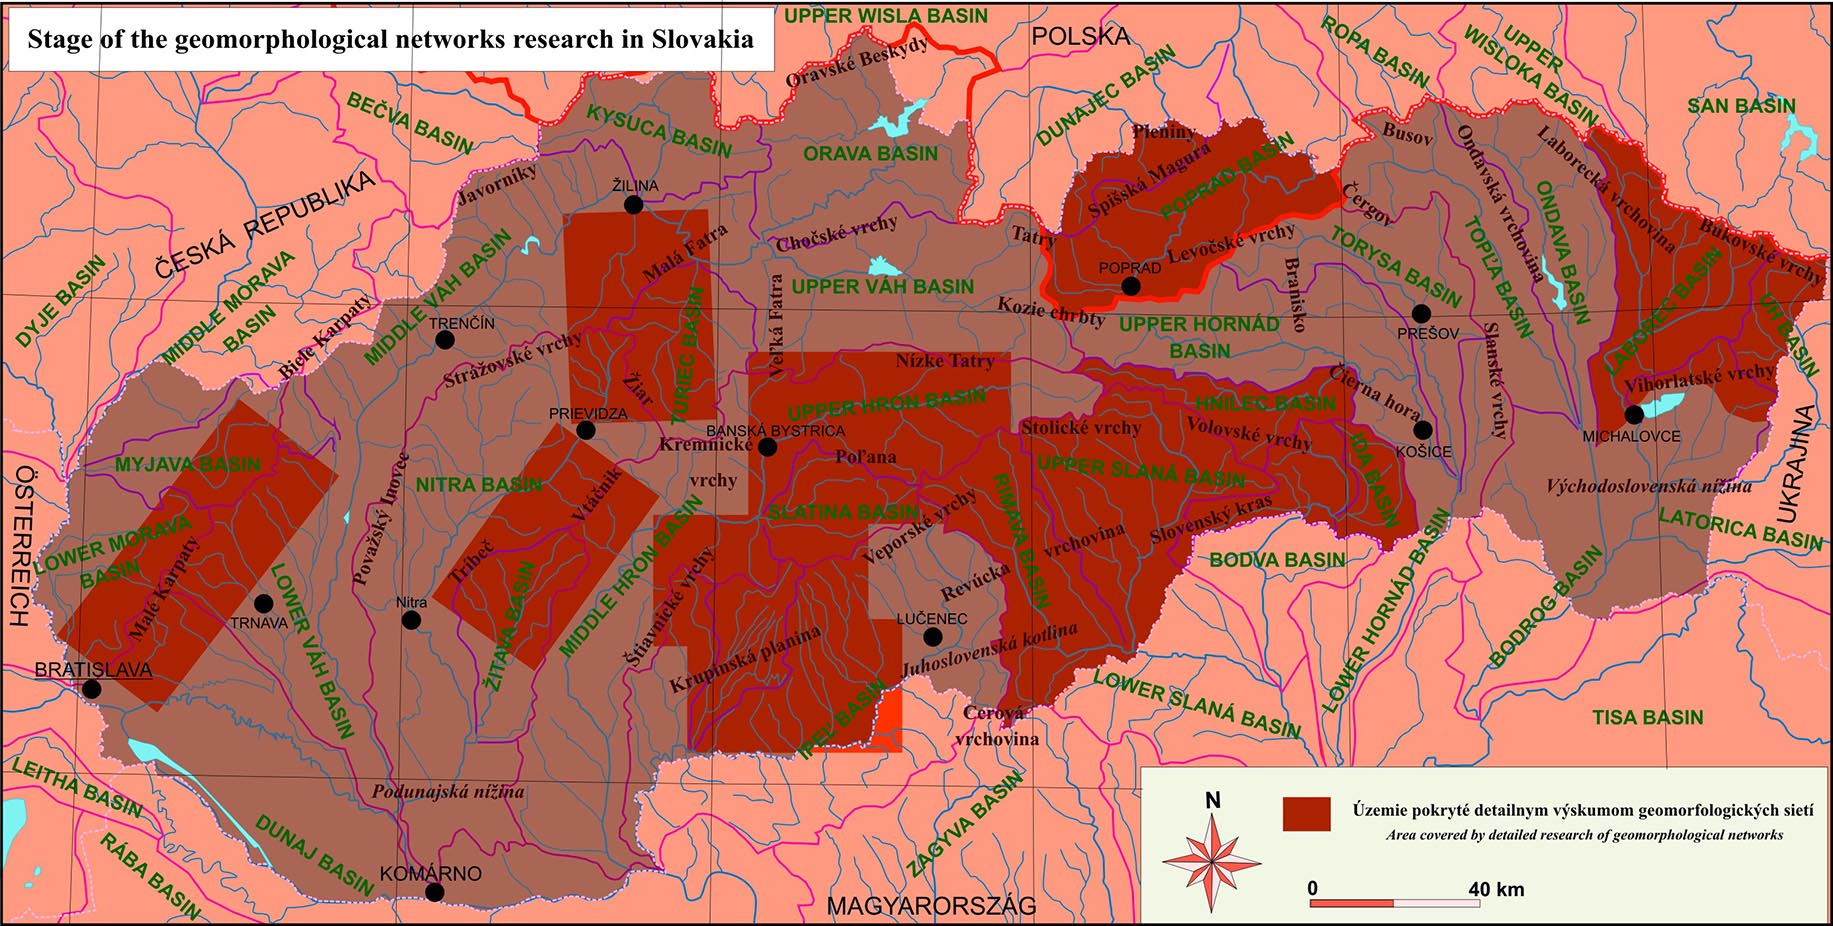 Stage of the geomorphological networks research in Slovakia
UPPER WISLA BASIN
POLSKA
ROPA BASIN
UPPER
WISLOKA BASIN
SAN BASIN
DUNAJEC BASIN
BEČVA BASIN
KYSUCA BASIN
Oravské Beskydy
ORAVA BASIN
Pieniny
Spišská Magura
POPRAD BASIN
Busov
Ondavská vrchovina
Laborecká vrchovina
Bukovské vrchy
ČESKÁ REPUBLIKA
Javorníky
ŽILINA
Malá Fatra
Chočské vrchy
Tatry
Levočské vrchy
POPRAD
Čergov
TORYSA BASIN
TOPĽA BASIN
ONDAVA BASIN
LABOREC BASIN
UH BASIN
DYJE BASIN
MIDDLE MORAVA
BASIN
Biele Karpaty
MIDDLE VÁH BASIN
TRENČÍN
Strážovské vrchy
Žiar
TURIEC BASIN
Veľká Fatra
UPPER VÁH BASIN
Kozie chrbty
UPPER HORNÁD
BASIN
Branisko
PREŠOV
Slanské vrchy
Vihorlatské vrchy
MICHALOVCE
Nízke Tatry
PRIEVIDZA
BANSKÁ BYSTRICA
Kremnické
vrchy
UPPER HRON BASIN
Poľana
Stolické vrchy
HNILEC BASIN
Volovské vrchy
Čierna hora
KOŠICE
IDA BASIN
UPPER SLANÁ BASIN
Slovenský kras
ÖSTERREICH
MYJAVA BASIN
LOWER MORAVA
BASIN
Malé Karpaty
Považský Inovec
NITRA BASIN
Vtáčnik
Tribeč
ŽITAVA BASIN
MIDDLE HRON BASIN
Štiavnické vrchy
SLATINA BASIN
Veporské vrchy
RIMAVA BASIN
Revúcka
vrchovina
LUČENEC
Juhoslovenská kotlina
Krupinská planina
IPEĽ BASIN
Cerová
vrchovina
Východoslovenská nížina
UKRAJINA
LATORICA BASIN
BODVA BASIN
LOWER HORNÁD BASIN
BODROG BASIN
LOWER SLANÁ BASIN
TISA BASIN
TRNAVA
Nitra
BRATISLAVA
LOWER VÁH BASIN
LEITHA BASIN
RÁBA BASIN
DUNAJ BASIN
Podunajská nížina
KOMÁRNO
ZAGYVA BASIN
MAGYARORSZÁG
N
Územie pokryté detailnym výskumom geomorfologických sietí
Area covered by detailed research of geomorphological networks
0 40 km